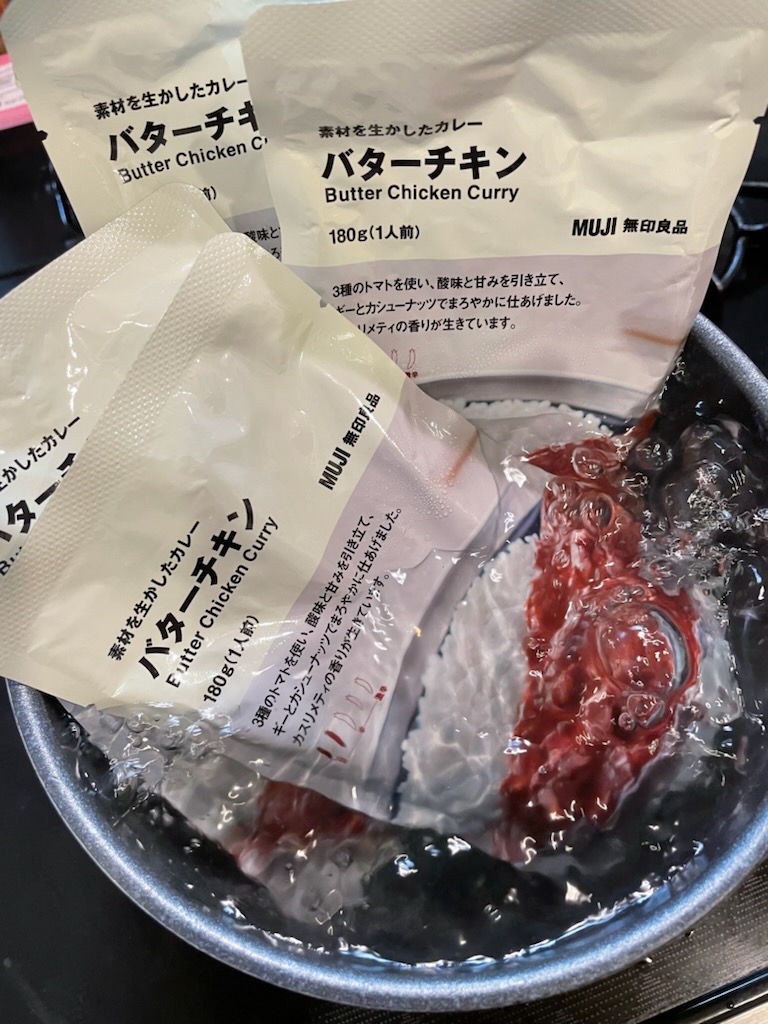 素材を生かしたカレー
バターチキ
Butter Chicken C
素材を生かしたカレー
バターチキン
Butter Chicken Curry
180g(1人前)
MUJI 無印良品
3種のトマトを使い、酸味と甘みを引き立て、
ギーとカシューナッツでまろやかに仕あげました。
スリメティの香りが生きています。
生かしたカレー
素材を生かしたカレー
バターチキン
Butter Chicken Curry
180g(1人前)
MUJI 無印良品
3種のトマトを使い、酸味と甘みを引き立て、
ギーとカシューナッツでまろやかに仕あげました。
カスリメティの香りが生きています。